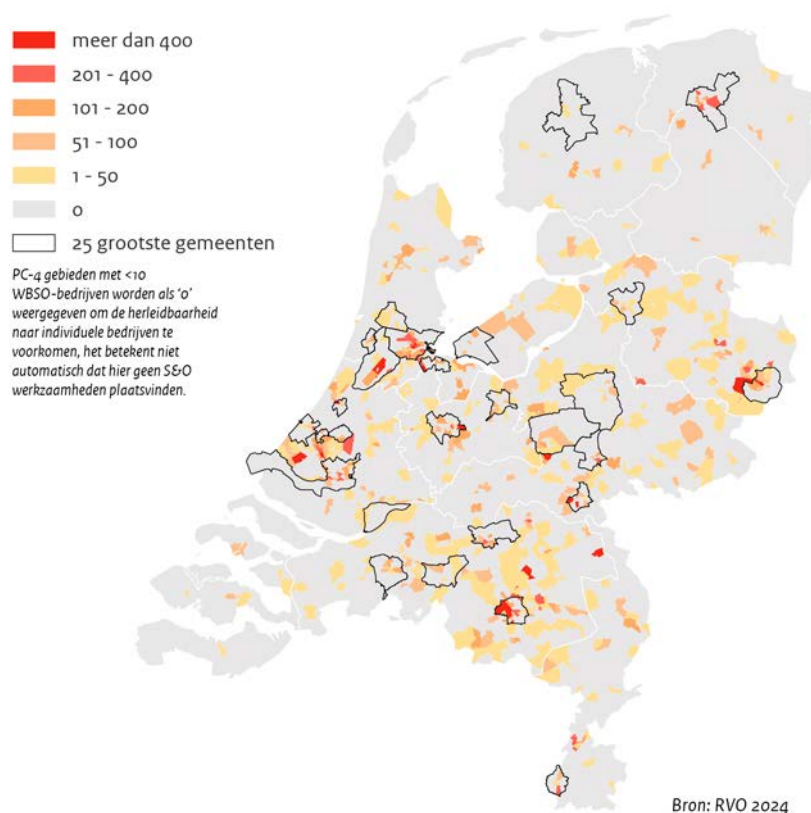 meer dan 400
201 - 400
101 - 200
51 - 100
1 - 50
0
25 grootste gemeenten
PC-4 gebieden met <10
WBSO-bedrijven worden als ‘0’
weergegeven om de herleidbaarheid
naar individuele bedrijven te
voorkomen, het betekent niet
automatisch dat hier geen S&O
werkzaamheden plaatsvinden.
Bron: RVO 2024